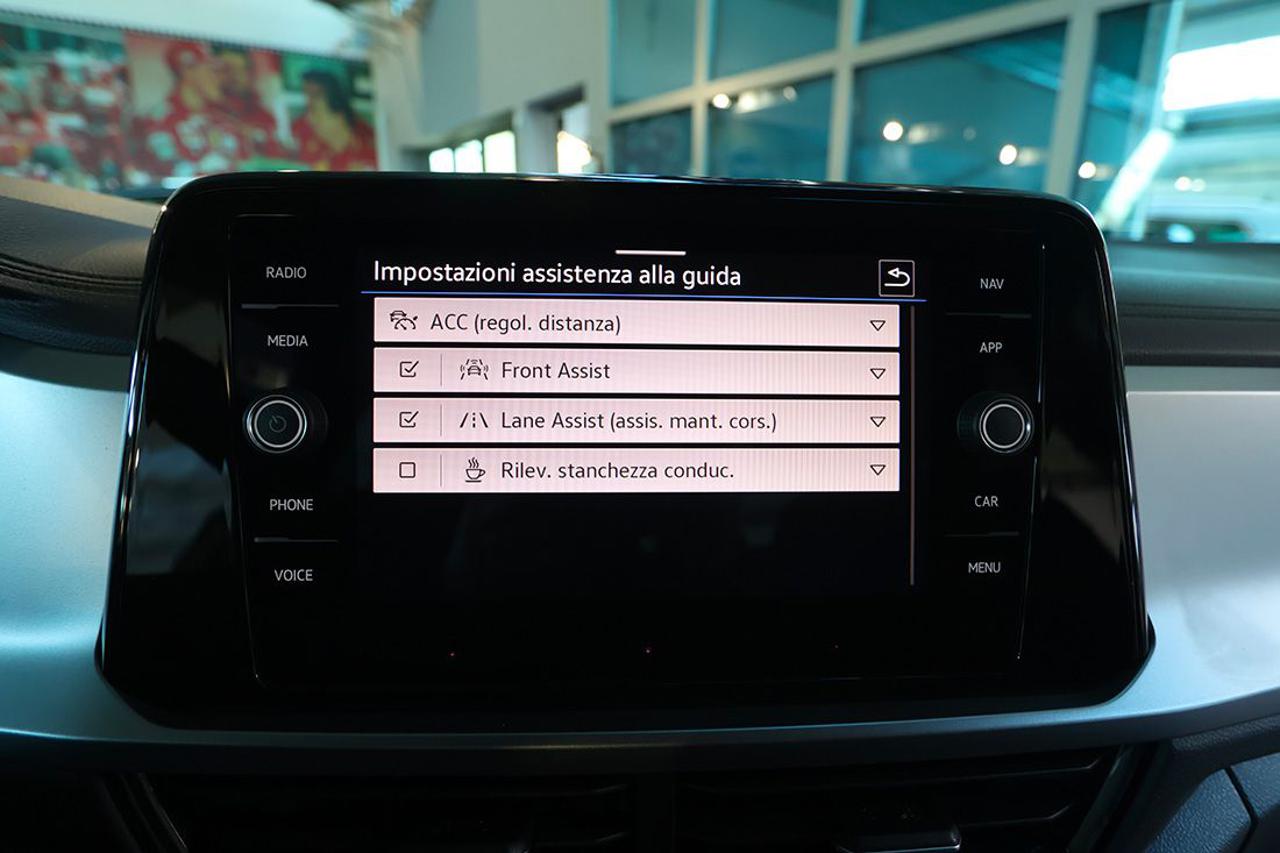 RADIO
MEDIA
PHONE
VOICE
Impostazioni assistenza alla guida
ACC (regol. distanza)
Front Assist
Lane Assist (assis. mant. cors.)
Rilev. stanchezza conduc.
NAV
APP
CAR
MENU